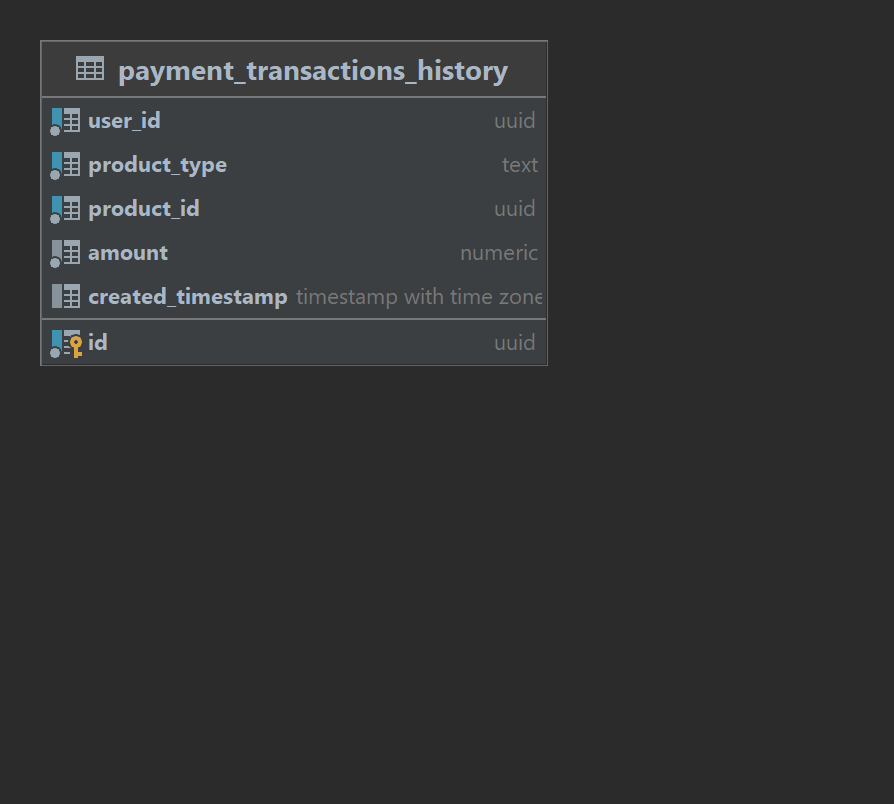 payment_transactions_history
user_id uuid
product_type text
product_id uuid
amount numeric
created_timestamp timestamp with time zone
id uuid